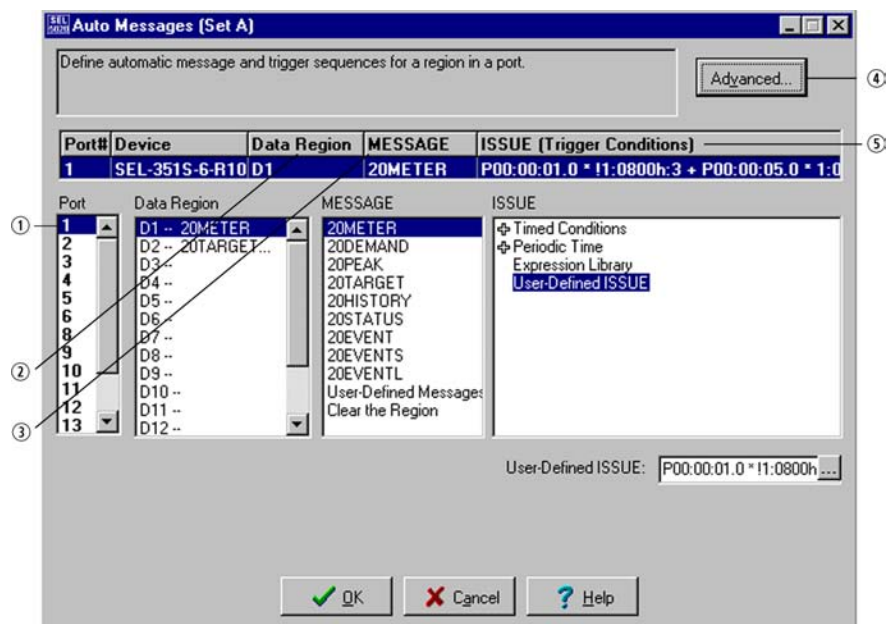 SEL 5020 Auto Messages (Set A)
Define automatic message and trigger sequences for a region in a port.
Advanced...
④
Port# Device Data Region MESSAGE ISSUE (Trigger Conditions)
⑤
1 SEL-351S-6-R10 D1 20METER P00:00:01.0 * !1:0800h:3 + P00:00:05.0 * 1:0
Port Data Region MESSAGE ISSUE
①
1
2
3
4
5
6
8
9
10
11
12
13
②
③
D1 -- 20METER
D2 -- 20TARGET...
D3 --
D4 --
D5 --
D6 --
D7 --
D8 --
D9 --
D10 --
D11 --
D12 --
20METER
20DEMAND
20PEAK
20TARGET
20HISTORY
20STATUS
20EVENT
20EVENTS
20EVENTL
User-Defined Messages
Clear the Region
Timed Conditions
Periodic Time
Expression Library
User-Defined ISSUE
User-Defined ISSUE: P00:00:01.0 * !1:0800h ...
OK Cancel Help